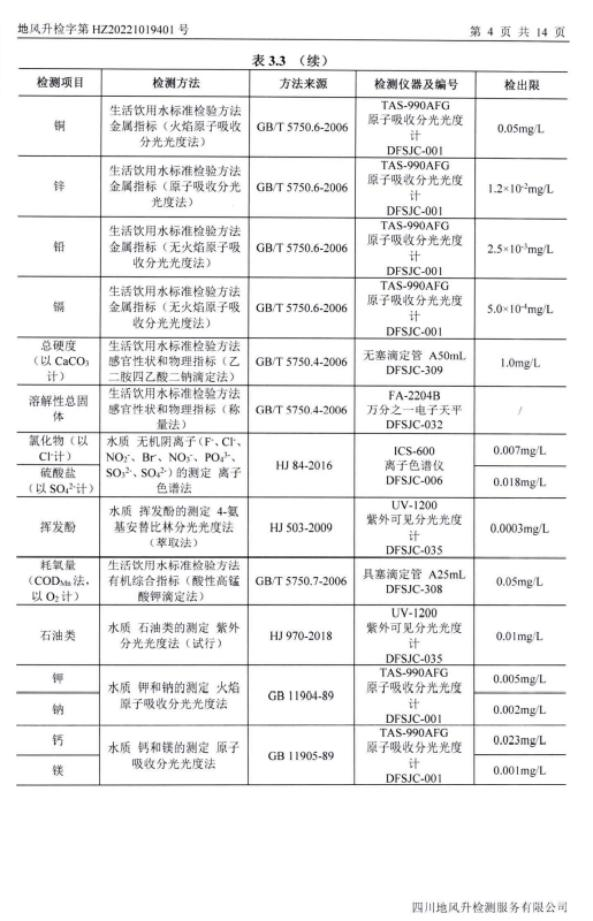 地风升检字第 HZ20221019401 号
第 4 页 共 14 页
表 3.3 （续）
检测项目 检测方法 方法来源 检测仪器及编号 检出限
铜
生活饮用水标准检验方法
金属指标（火焰原子吸收
分光光度法）
GB/T 5750.6-2006
TAS-990AFG
原子吸收分光光度
计
DFSJC-001
0.05mg/L
锌
生活饮用水标准检验方法
金属指标（原子吸收分光
光度法）
GB/T 5750.6-2006
TAS-990AFG
原子吸收分光光度
计
DFSJC-001
1.2×10⁻²mg/L
铅
生活饮用水标准检验方法
金属指标（无火焰原子吸
收分光光度法）
GB/T 5750.6-2006
TAS-990AFG
原子吸收分光光度
计
DFSJC-001
2.5×10⁻³mg/L
镉
生活饮用水标准检验方法
金属指标（无火焰原子吸
收分光光度法）
GB/T 5750.6-2006
TAS-990AFG
原子吸收分光光度
计
DFSJC-001
5.0×10⁻⁴mg/L
总硬度
（以 CaCO₃
计）
生活饮用水标准检验方法
感官性状和物理指标（乙
二胺四乙酸二钠滴定法）
GB/T 5750.4-2006
无塞滴定管 A50mL
DFSJC-309
1.0mg/L
溶解性总固
体
生活饮用水标准检验方法
感官性状和物理指标（称
量法）
GB/T 5750.4-2006
FA-2204B
万分之一电子天平
DFSJC-032
/
氯化物（以
Cl⁻计）
硫酸盐
（以 SO₄²⁻计）
水质 无机阴离子（F⁻、Cl⁻、
NO₂⁻、Br⁻、NO₃⁻、PO₄³⁻、
SO₃²⁻、SO₄²⁻）的测定 离子
色谱法
HJ 84-2016
ICS-600
离子色谱仪
DFSJC-006
0.007mg/L
0.018mg/L
挥发酚
水质 挥发酚的测定 4-氨
基安替比林分光光度法
（萃取法）
HJ 503-2009
UV-1200
紫外可见分光光度
计
DFSJC-035
0.0003mg/L
耗氧量
（CODMn 法，
以 O₂ 计）
生活饮用水标准检验方法
有机综合指标（酸性高锰
酸钾滴定法）
GB/T 5750.7-2006
具塞滴定管 A25mL
DFSJC-308
0.05mg/L
石油类
水质 石油类的测定 紫外
分光光度法（试行）
HJ 970-2018
UV-1200
紫外可见分光光度
计
DFSJC-035
0.01mg/L
钾
钠
水质 钾和钠的测定 火焰
原子吸收分光光度法
GB 11904-89
TAS-990AFG
原子吸收分光光度
计
DFSJC-001
0.005mg/L
0.002mg/L
钙
镁
水质 钙和镁的测定 原子
吸收分光光度法
GB 11905-89
TAS-990AFG
原子吸收分光光度
计
DFSJC-001
0.023mg/L
0.001mg/L
四川地风升检测服务有限公司